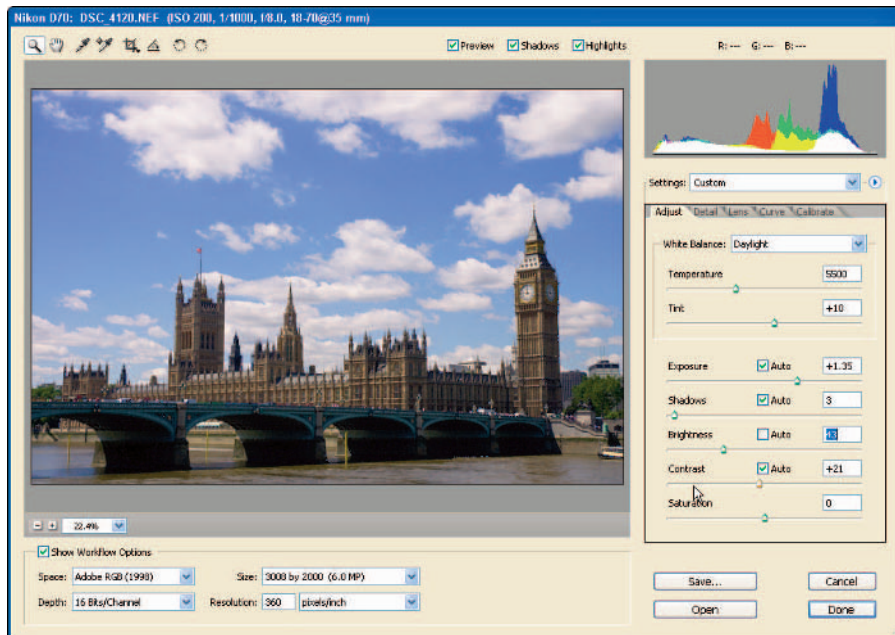 Nikon D70: DSC_4120.NEF (ISO 200, 1/1000, f/8.0, 18-70@35 mm)
Preview Shadows Highlights R: --- G: --- B: ---
Settings: Custom
Adjust Detail Lens Curve Calibrate
White Balance: Daylight
Temperature 5500
Tint +10
Exposure Auto +1.35
Shadows Auto 3
Brightness Auto 43
Contrast Auto +21
Saturation 0
22.4%
Show Workflow Options
Space: Adobe RGB (1998) Size: 3008 by 2000 (6.0 MP)
Depth: 16 Bits/Channel Resolution: 360 pixels/inch
Save... Cancel
Open Done